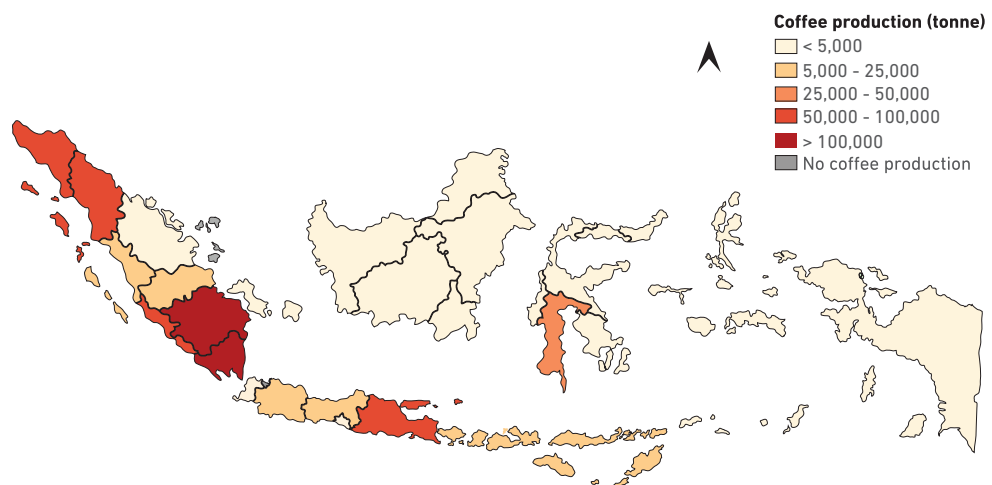 Coffee production (tonne)
< 5,000
5,000 - 25,000
25,000 - 50,000
50,000 - 100,000
> 100,000
No coffee production